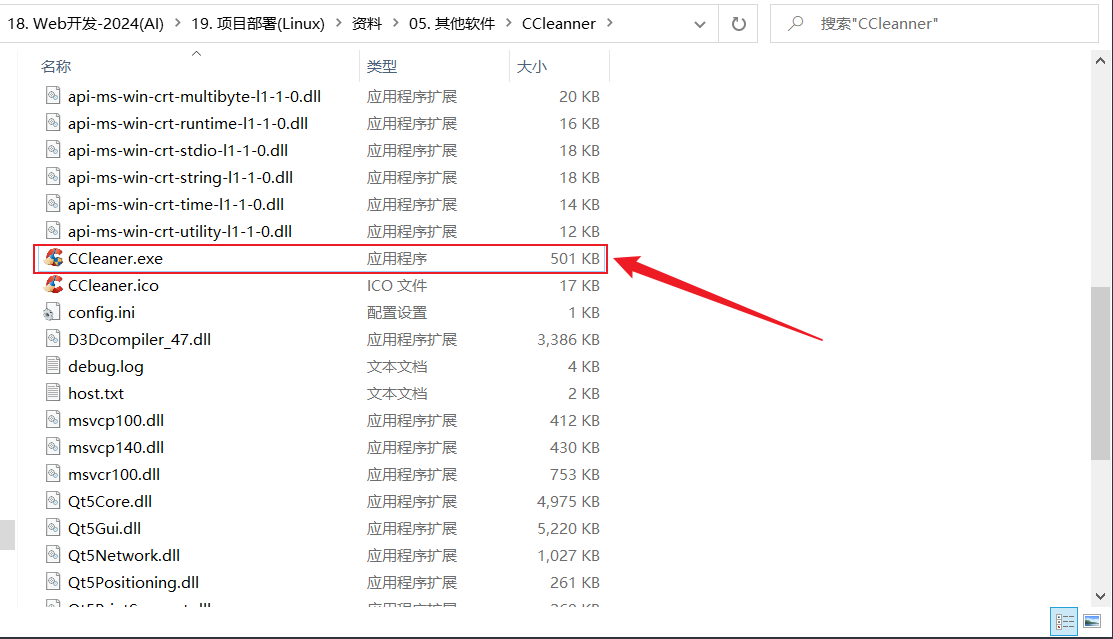 18. Web开发-2024(AI) > 19. 项目部署(Linux) > 资料 > 05. 其他软件 > CCleanner > 搜索"CCleanner"
名称 类型 大小
api-ms-win-crt-multibyte-l1-1-0.dll 应用程序扩展 20 KB
api-ms-win-crt-runtime-l1-1-0.dll 应用程序扩展 16 KB
api-ms-win-crt-stdio-l1-1-0.dll 应用程序扩展 18 KB
api-ms-win-crt-string-l1-1-0.dll 应用程序扩展 18 KB
api-ms-win-crt-time-l1-1-0.dll 应用程序扩展 14 KB
api-ms-win-crt-utility-l1-1-0.dll 应用程序扩展 12 KB
CCleaner.exe 应用程序 501 KB
CCleaner.ico ICO 文件 17 KB
config.ini 配置设置 1 KB
D3Dcompiler_47.dll 应用程序扩展 3,386 KB
debug.log 文本文档 4 KB
host.txt 文本文档 2 KB
msvcp100.dll 应用程序扩展 412 KB
msvcp140.dll 应用程序扩展 430 KB
msvcr100.dll 应用程序扩展 753 KB
Qt5Core.dll 应用程序扩展 4,975 KB
Qt5Gui.dll 应用程序扩展 5,220 KB
Qt5Network.dll 应用程序扩展 1,027 KB
Qt5Positioning.dll 应用程序扩展 261 KB